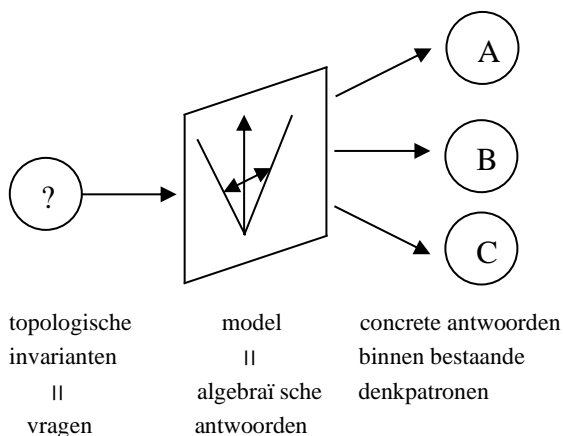 A
?
B
C
topologische
invarianten
=
vragen
model
=
algebraï sche
antwoorden
concrete antwoorden
binnen bestaande
denkpatronen